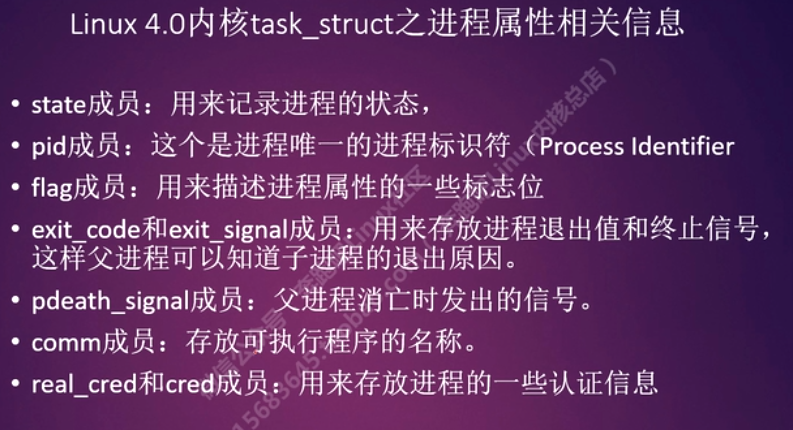 Linux 4.0内核task_struct之进程属性相关信息
• state成员：用来记录进程的状态，
• pid成员：这个是进程唯一的进程标识符（Process Identifier
• flag成员：用来描述进程属性的一些标志位
• exit_code和exit_signal成员：用来存放进程退出值和终止信号，
这样父进程可以知道子进程的退出原因。
• pdeath_signal成员：父进程消亡时发出的信号。
• comm成员：存放可执行程序的名称。
• real_cred和cred成员：用来存放进程的一些认证信息